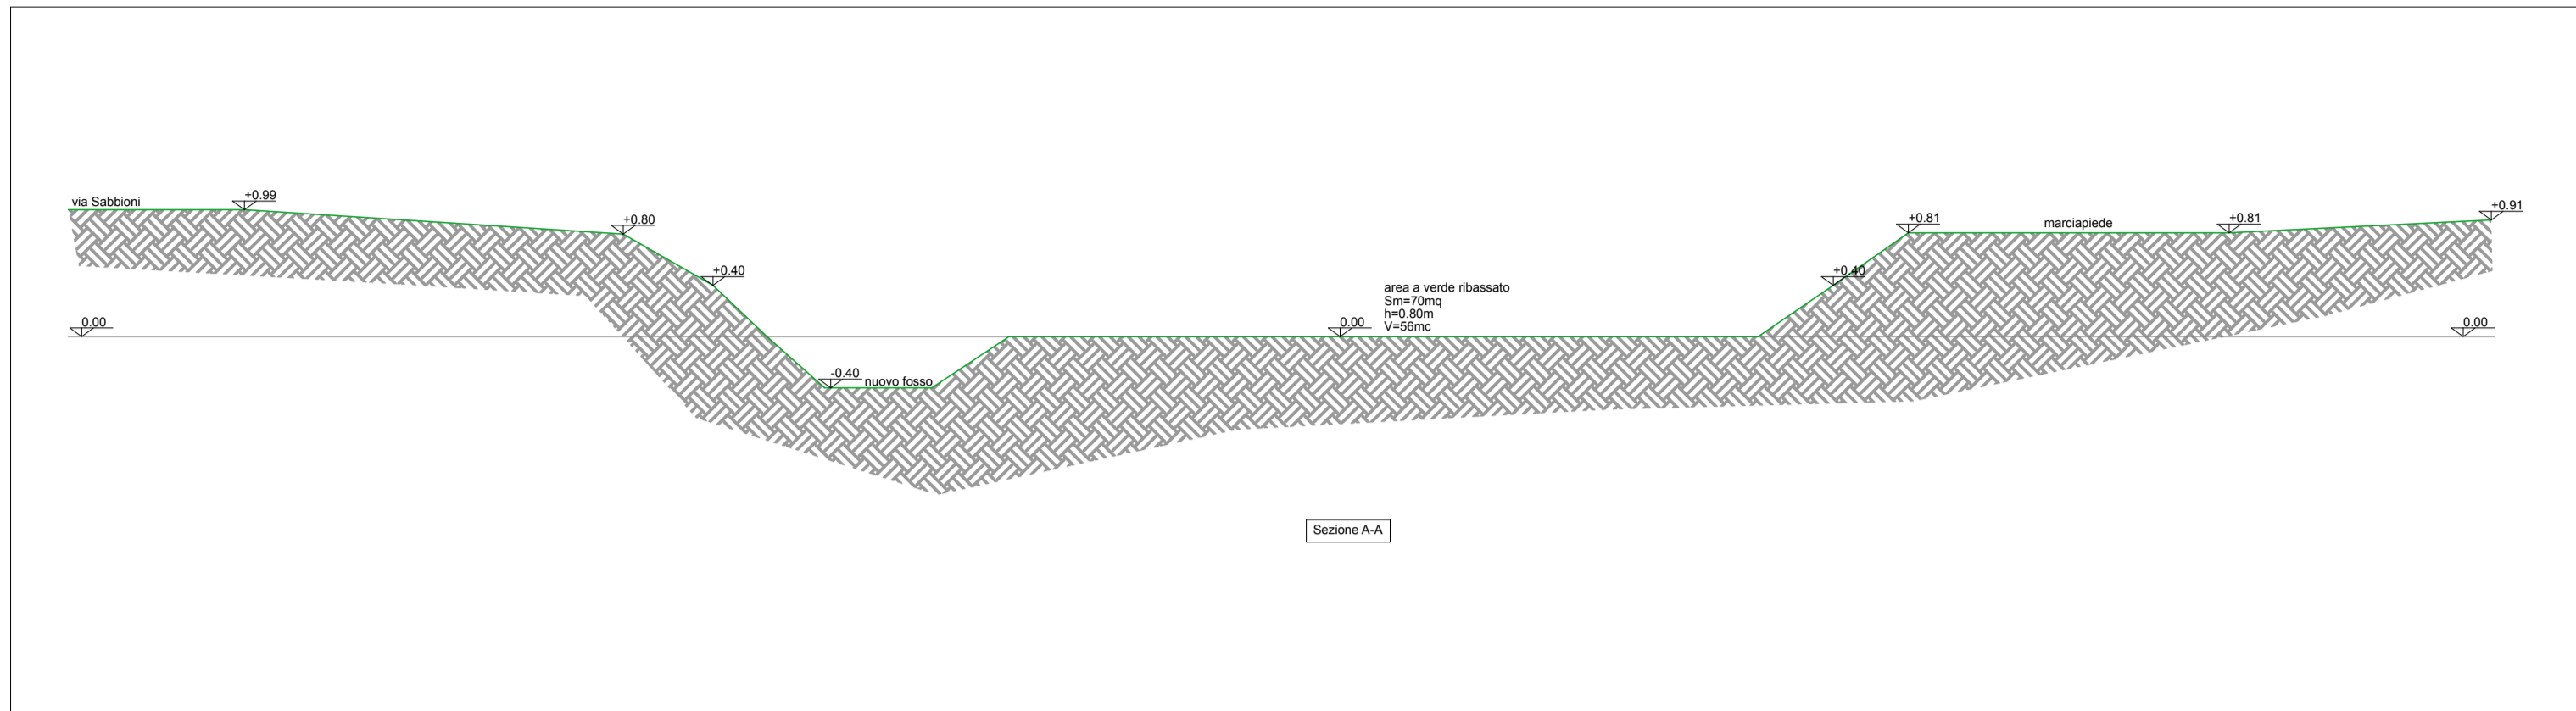 via Sabbioni
+0.99
+0.80
+0.40
0.00
-0.40
nuovo fosso
area a verde ribassato
Sm=70mq
h=0.80m
V=56mc
0.00
+0.40
+0.81
marciapiede
+0.81
+0.91
0.00
Sezione A-A